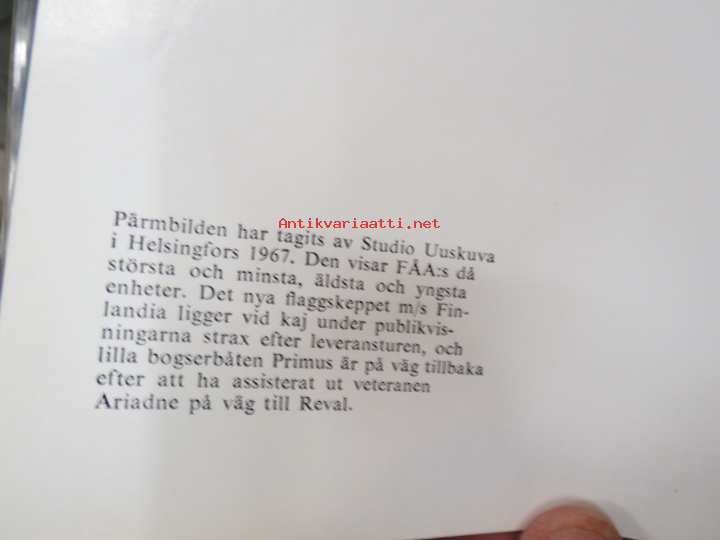 Antikvariaatti.net
Pärmbilden har tagits av Studio Uuskuva
i Helsingfors 1967. Den visar FÅA:s då
största och minsta, äldsta och yngsta
enheter. Det nya flaggskeppet m/s Fin-
landia ligger vid kaj under publikvis-
ningarna strax efter leveransturen, och
lilla bogserbåten Primus är på väg tillbaka
efter att ha assisterat ut veteranen
Ariadne på väg till Reval.